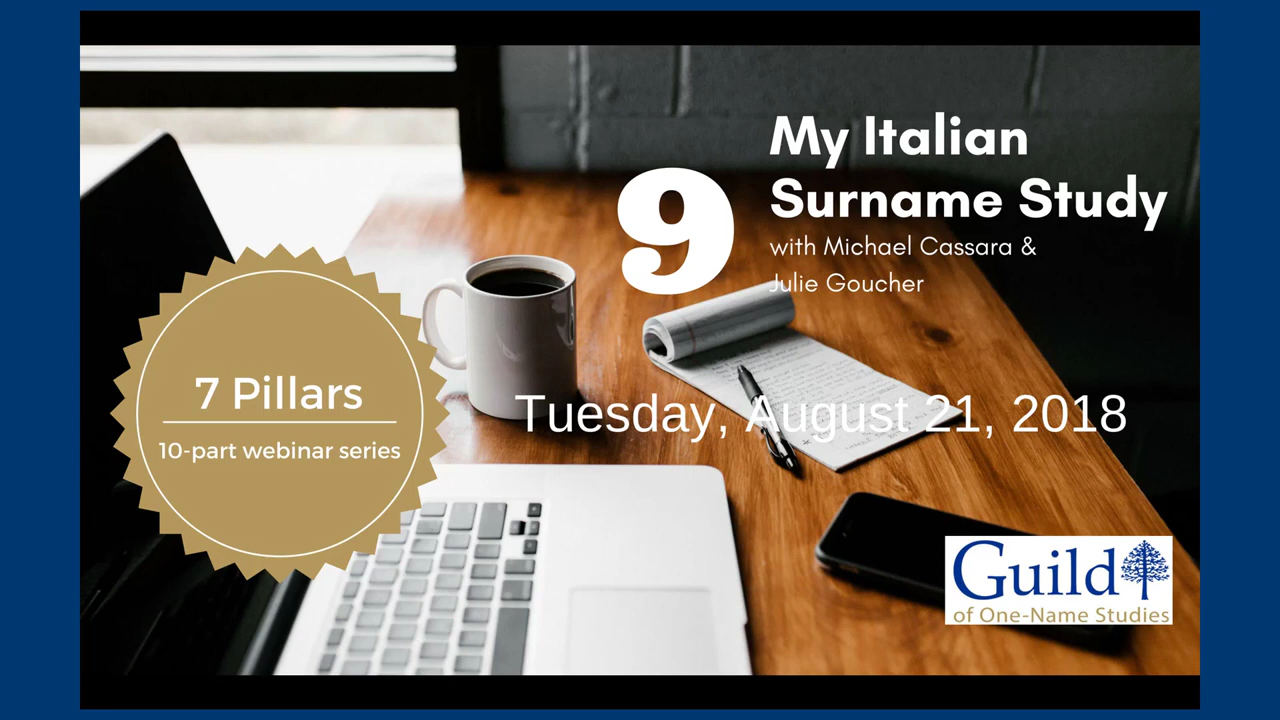 9
My Italian
Surname Study
with Michael Cassara &
Julie Goucher
7 Pillars
10-part webinar series
Tuesday, August 21, 2018
Guild
of One-Name Studies